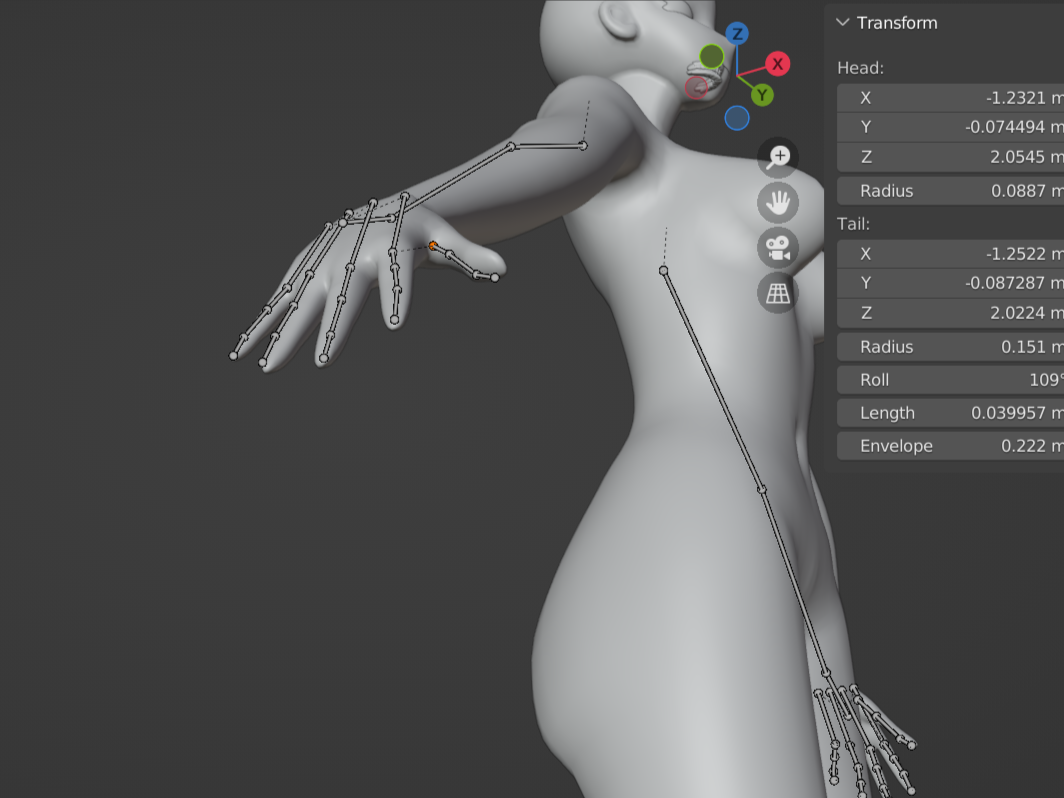 Transform
Head:
X -1.2321 m
Y -0.074494 m
Z 2.0545 m
Radius 0.0887 m
Tail:
X -1.2522 m
Y -0.087287 m
Z 2.0224 m
Radius 0.151 m
Roll 109°
Length 0.039957 m
Envelope 0.222 m
Z
X
Y